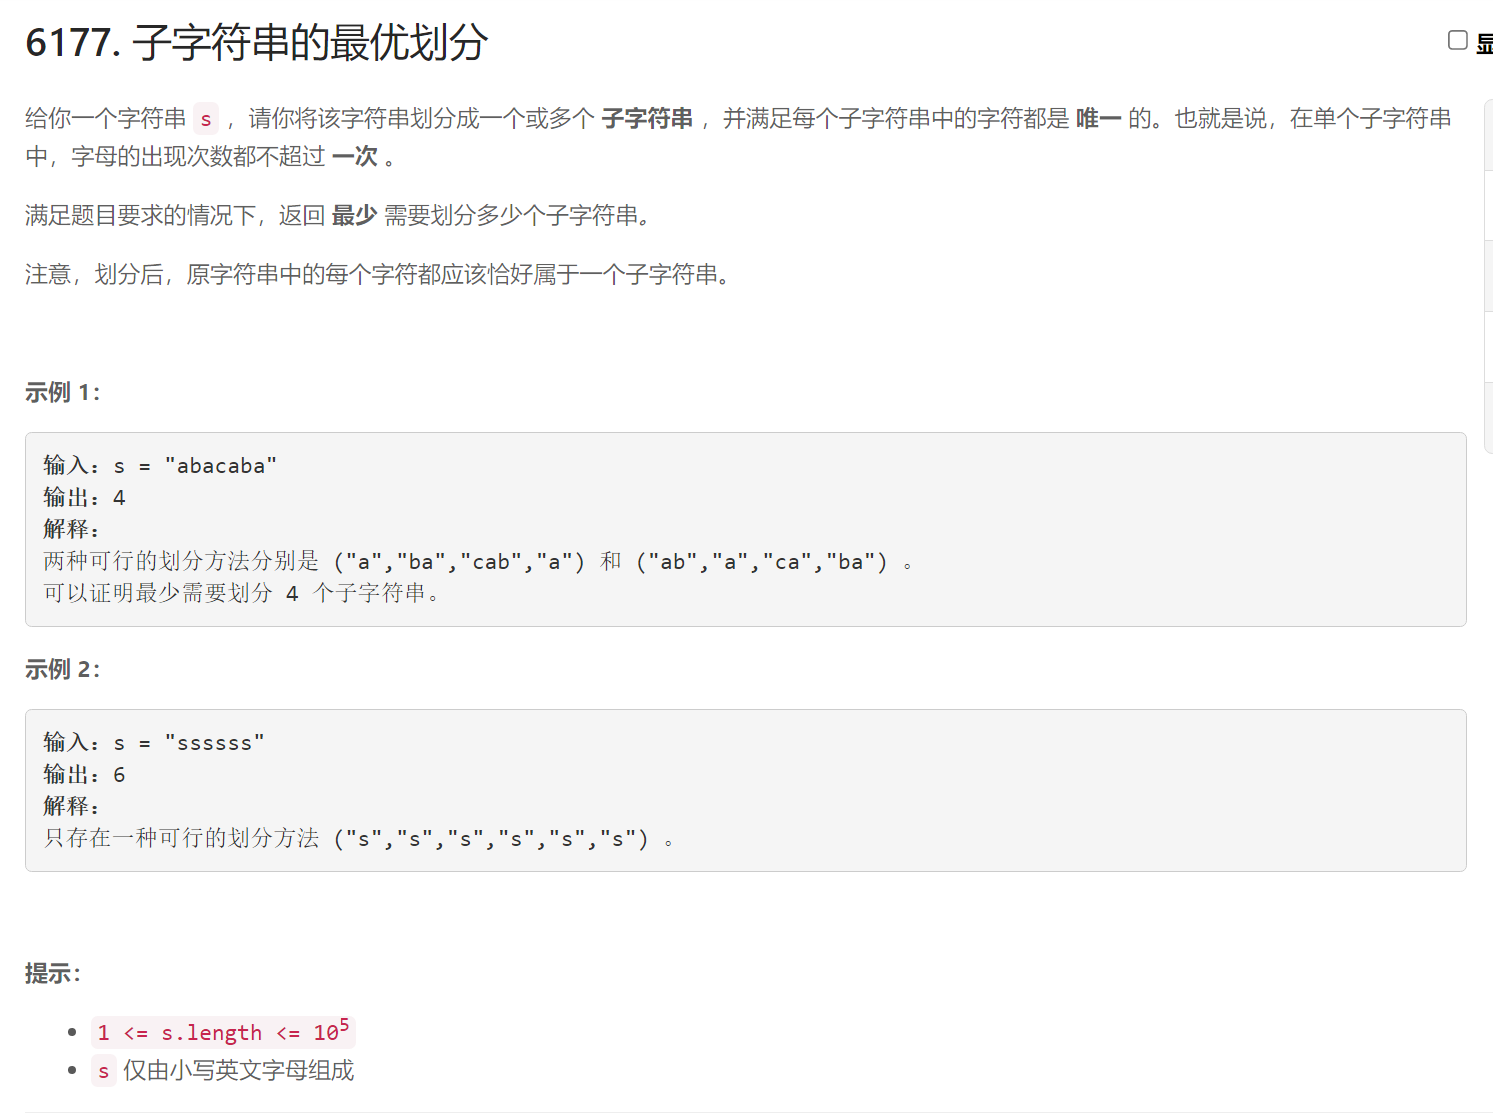 6177. 子字符串的最优划分
显
给你一个字符串 s ，请你将该字符串划分成一个或多个 子字符串 ，并满足每个子字符串中的字符都是 唯一 的。也就是说，在单个子字符串
中，字母的出现次数都不超过 一次 。
满足题目要求的情况下，返回 最少 需要划分多少个子字符串。
注意，划分后，原字符串中的每个字符都应该恰好属于一个子字符串。
示例 1：
输入：s = "abacaba"
输出：4
解释：
两种可行的划分方法分别是 ("a","ba","cab","a") 和 ("ab","a","ca","ba") 。
可以证明最少需要划分 4 个子字符串。
示例 2：
输入：s = "ssssss"
输出：6
解释：
只存在一种可行的划分方法 ("s","s","s","s","s","s") 。
提示：
• 1 <= s.length <= 10⁵
• s 仅由小写英文字母组成